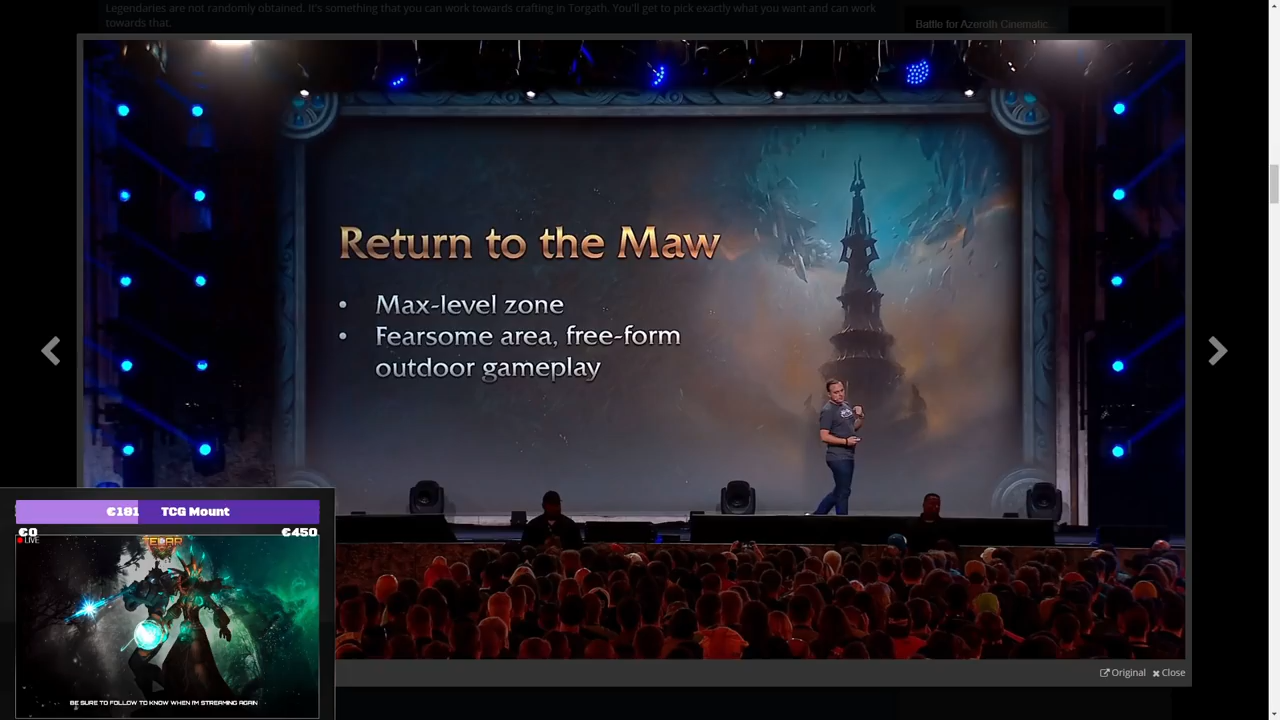 Legendaries are not randomly obtained. It's something that you can work towards crafting in Torgath. You'll get to pick exactly what you want and can work
towards that.
Battle for Azeroth Cinematic...
Return to the Maw
• Max-level zone
• Fearsome area, free-form
outdoor gameplay
€181 TCG Mount
€0 €450
LIVE
BE SURE TO FOLLOW TO KNOW WHEN I'M STREAMING AGAIN
Original Close